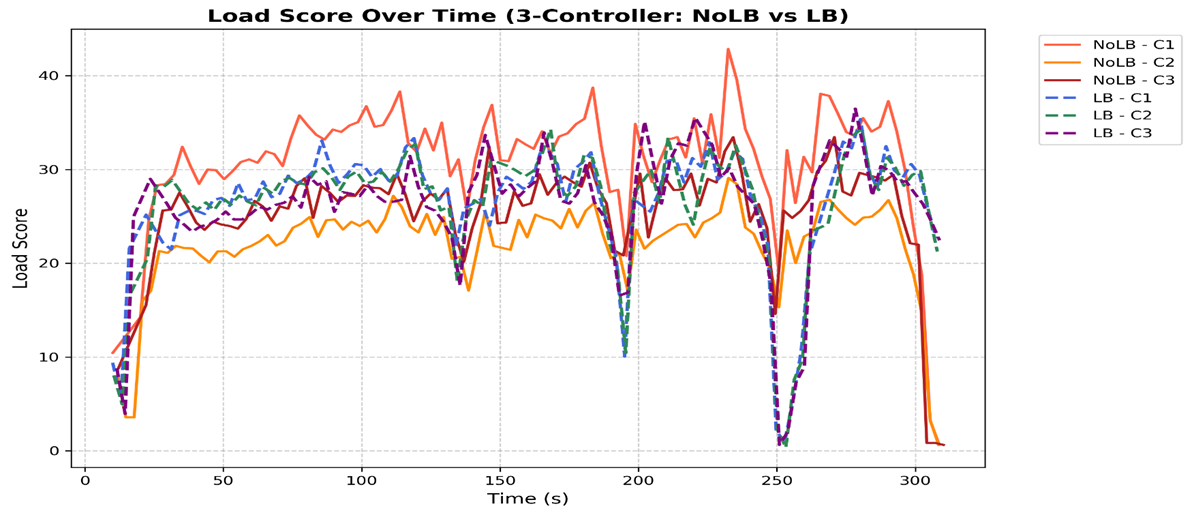 Load Score Over Time (3-Controller: NoLB vs LB)
NoLB - C1
NoLB - C2
NoLB - C3
LB - C1
LB - C2
LB - C3
Load Score
40
30
20
10
0
0 50 100 150 200 250 300
Time (s)